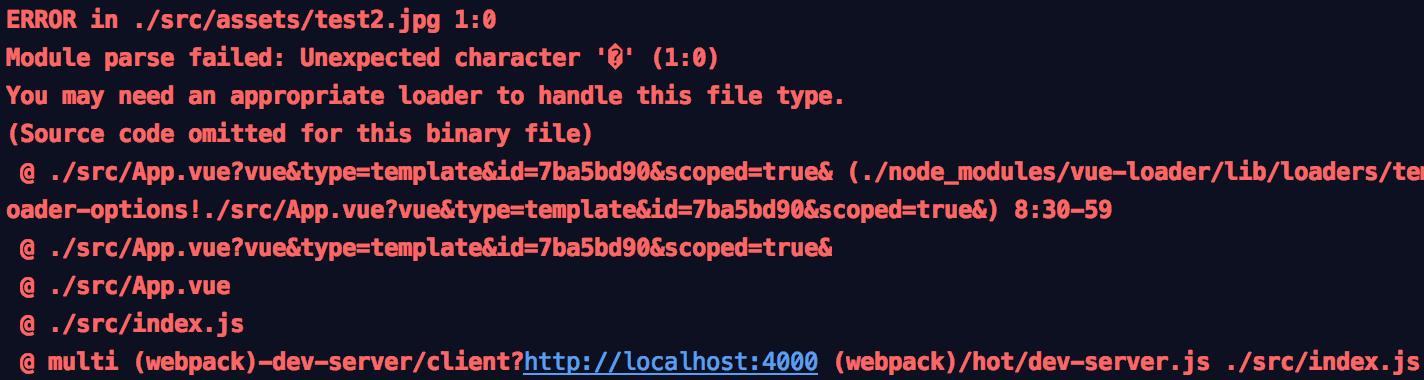 ERROR in ./src/assets/test2.jpg 1:0
Module parse failed: Unexpected character '�' (1:0)
You may need an appropriate loader to handle this file type.
(Source code omitted for this binary file)
@ ./src/App.vue?vue&type=template&id=7ba5bd90&scoped=true& (./node_modules/vue-loader/lib/loaders/tem
oader-options!./src/App.vue?vue&type=template&id=7ba5bd90&scoped=true&) 8:30-59
@ ./src/App.vue?vue&type=template&id=7ba5bd90&scoped=true&
@ ./src/App.vue
@ ./src/index.js
@ multi (webpack)-dev-server/client?http://localhost:4000 (webpack)/hot/dev-server.js ./src/index.js